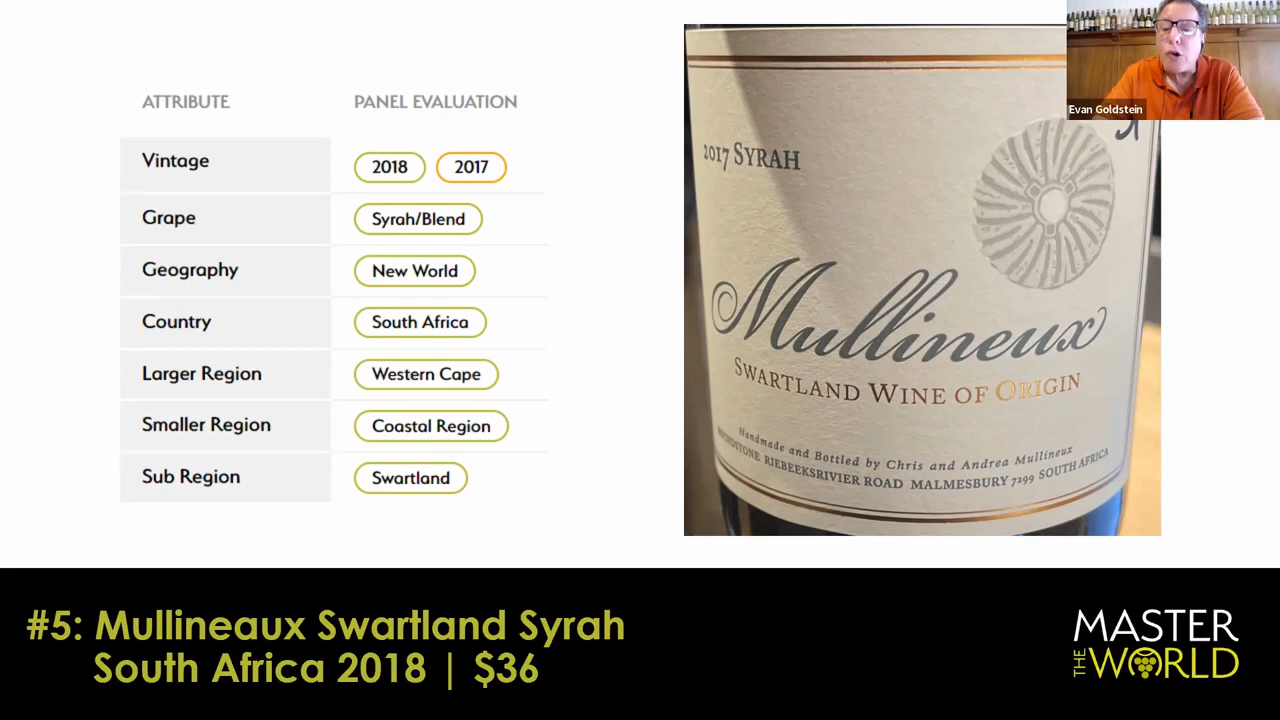 ATTRIBUTE PANEL EVALUATION
Vintage 2018 2017
Grape Syrah/Blend
Geography New World
Country South Africa
Larger Region Western Cape
Smaller Region Coastal Region
Sub Region Swartland
Evan Goldstein
2017 SYRAH
Mullineux
SWARTLAND WINE OF ORIGIN
Handmade and Bottled by Chris and Andrea Mullineux
RIEBEEKSRIVIER ROAD MALMESBURY 7299 SOUTH AFRICA
#5: Mullineaux Swartland Syrah
South Africa 2018 | $36
MASTER
THE WORLD